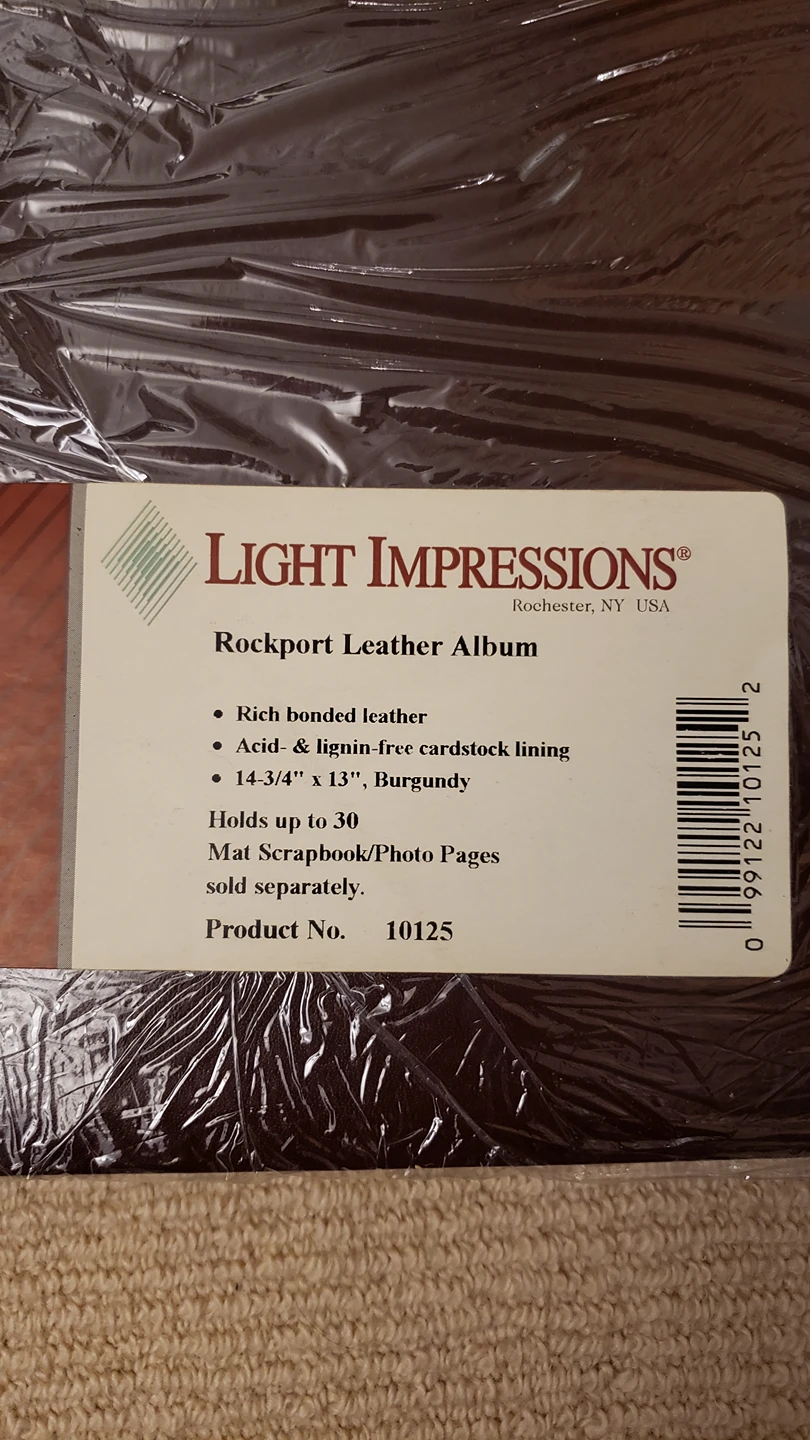 LIGHT IMPRESSIONS®
Rochester, NY USA
Rockport Leather Album
• Rich bonded leather
• Acid- & lignin-free cardstock lining
• 14-3/4" x 13", Burgundy
Holds up to 30
Mat Scrapbook/Photo Pages
sold separately.
Product No. 10125
0 99122 10125 2